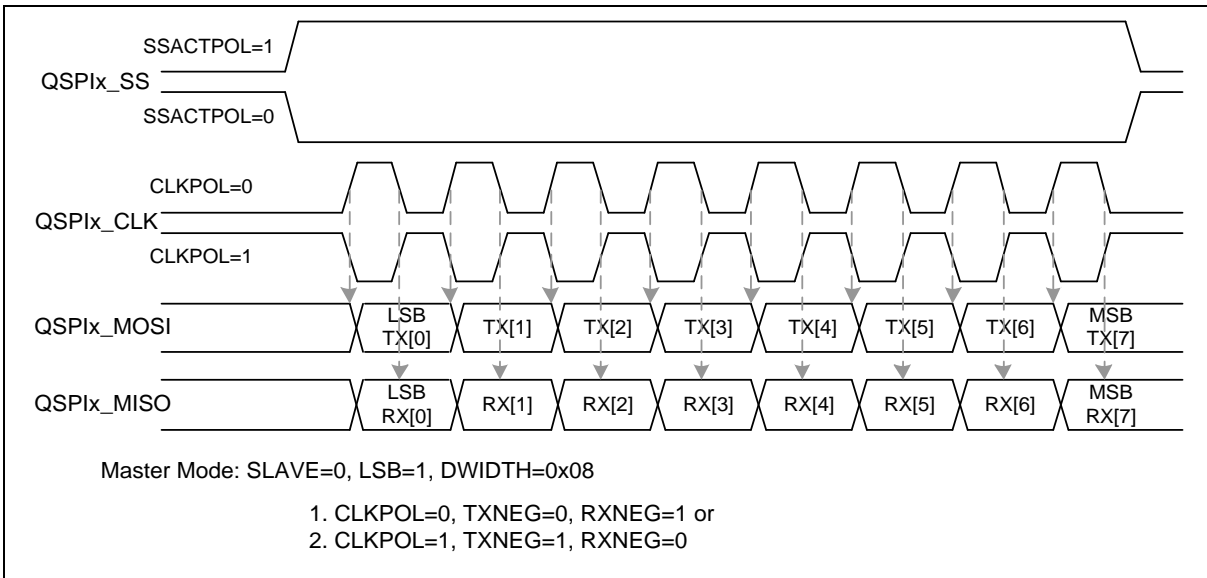 SSACTPOL=1
QSPIx_SS
SSACTPOL=0
CLKPOL=0
QSPIx_CLK
CLKPOL=1
QSPIx_MOSI
LSB TX[0] TX[1] TX[2] TX[3] TX[4] TX[5] TX[6] MSB TX[7]
QSPIx_MISO
LSB RX[0] RX[1] RX[2] RX[3] RX[4] RX[5] RX[6] MSB RX[7]
Master Mode: SLAVE=0, LSB=1, DWIDTH=0x08
1. CLKPOL=0, TXNEG=0, RXNEG=1 or
2. CLKPOL=1, TXNEG=1, RXNEG=0